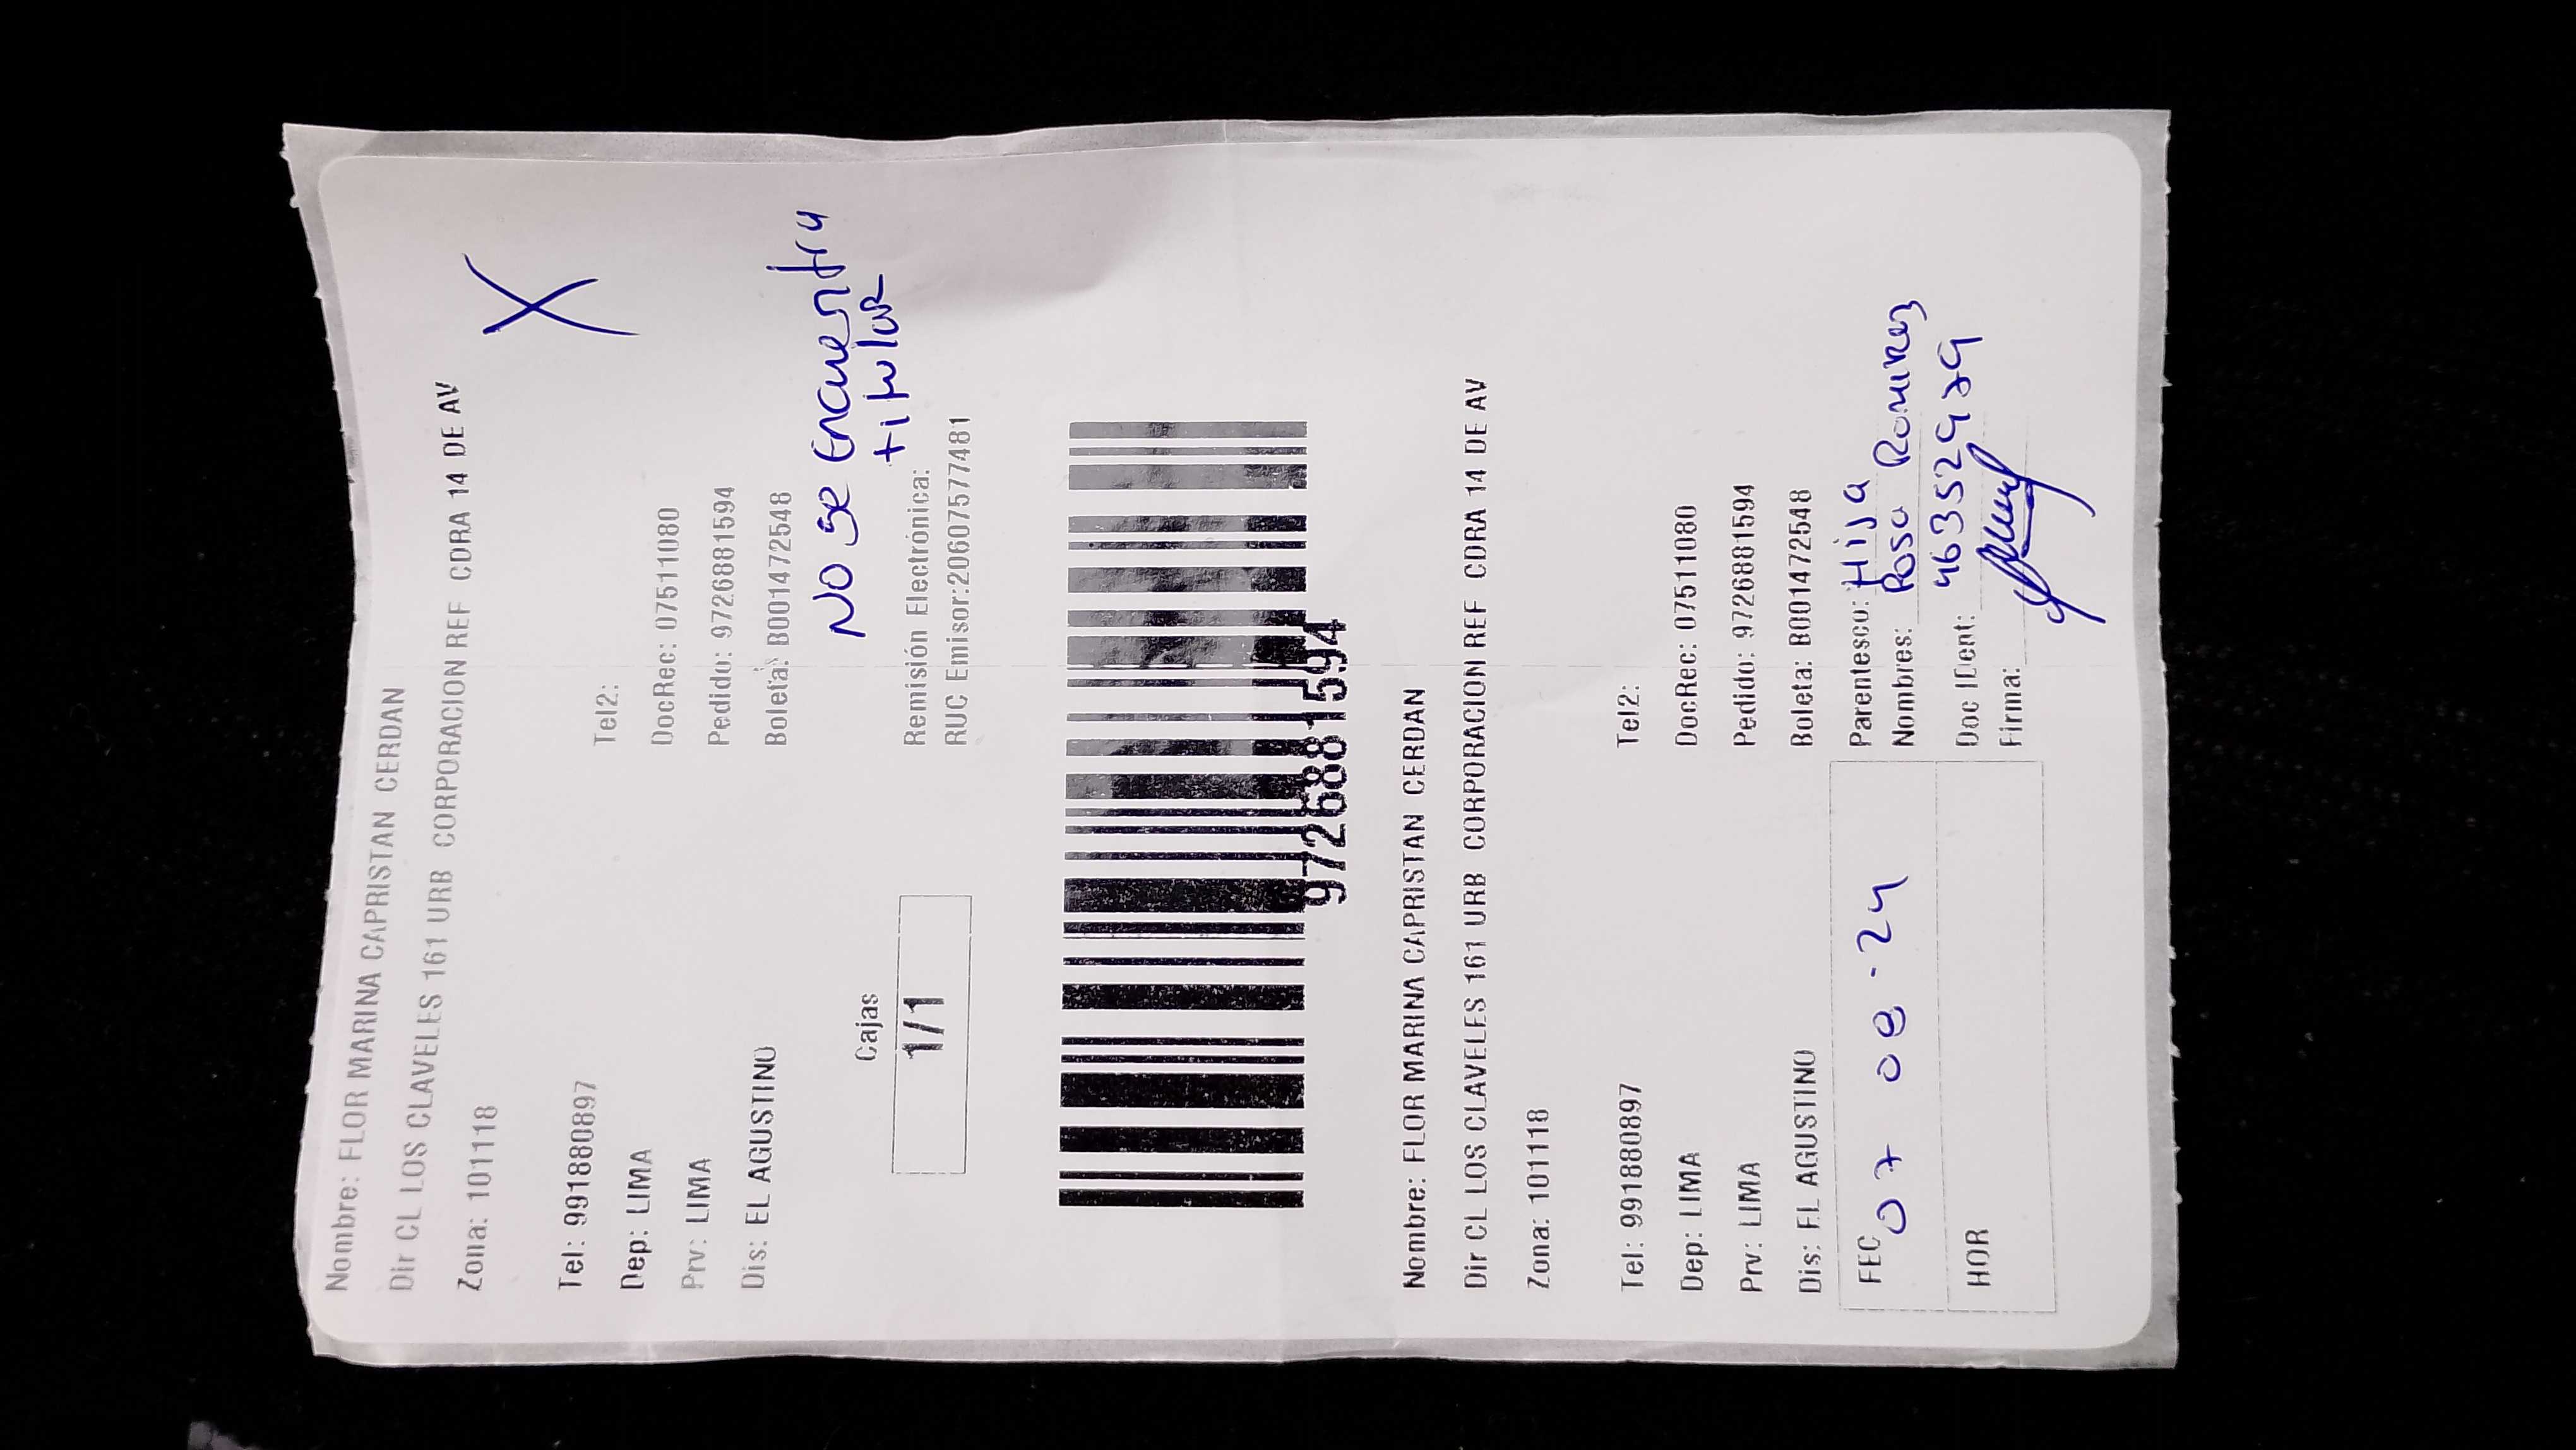 Nombre: FLOR MARINA CAPRISTAN CERDAN
Dir CL LOS CLAVELES 161 URB CORPORACION REF CDRA 14 DE AV
Zona: 101118
Tel: 991880897 Tel2:
Dep: LIMA DocRec: 07511080
Prv: LIMA Pedido: 9726881594
Dis: EL AGUSTINO Boleta: B001472548
No se Encuentra
titular
Cajas
1/1
Remisión Electrónica:
RUC Emisor:20607577481
9726881594
Nombre: FLOR MARINA CAPRISTAN CERDAN
Dir CL LOS CLAVELES 161 URB CORPORACION REF CDRA 14 DE AV
Zona: 101118
Tel: 991880897 Tel2:
Dep: LIMA DocRec: 07511080
Prv: LIMA Pedido: 9726881594
Dis: EL AGUSTINO Boleta: B001472548
FEC 07 08 - 24
Parentesco: Hija
Nombres: Rosa Ramirez
HOR
Doc IDent: 46352979
Firma: